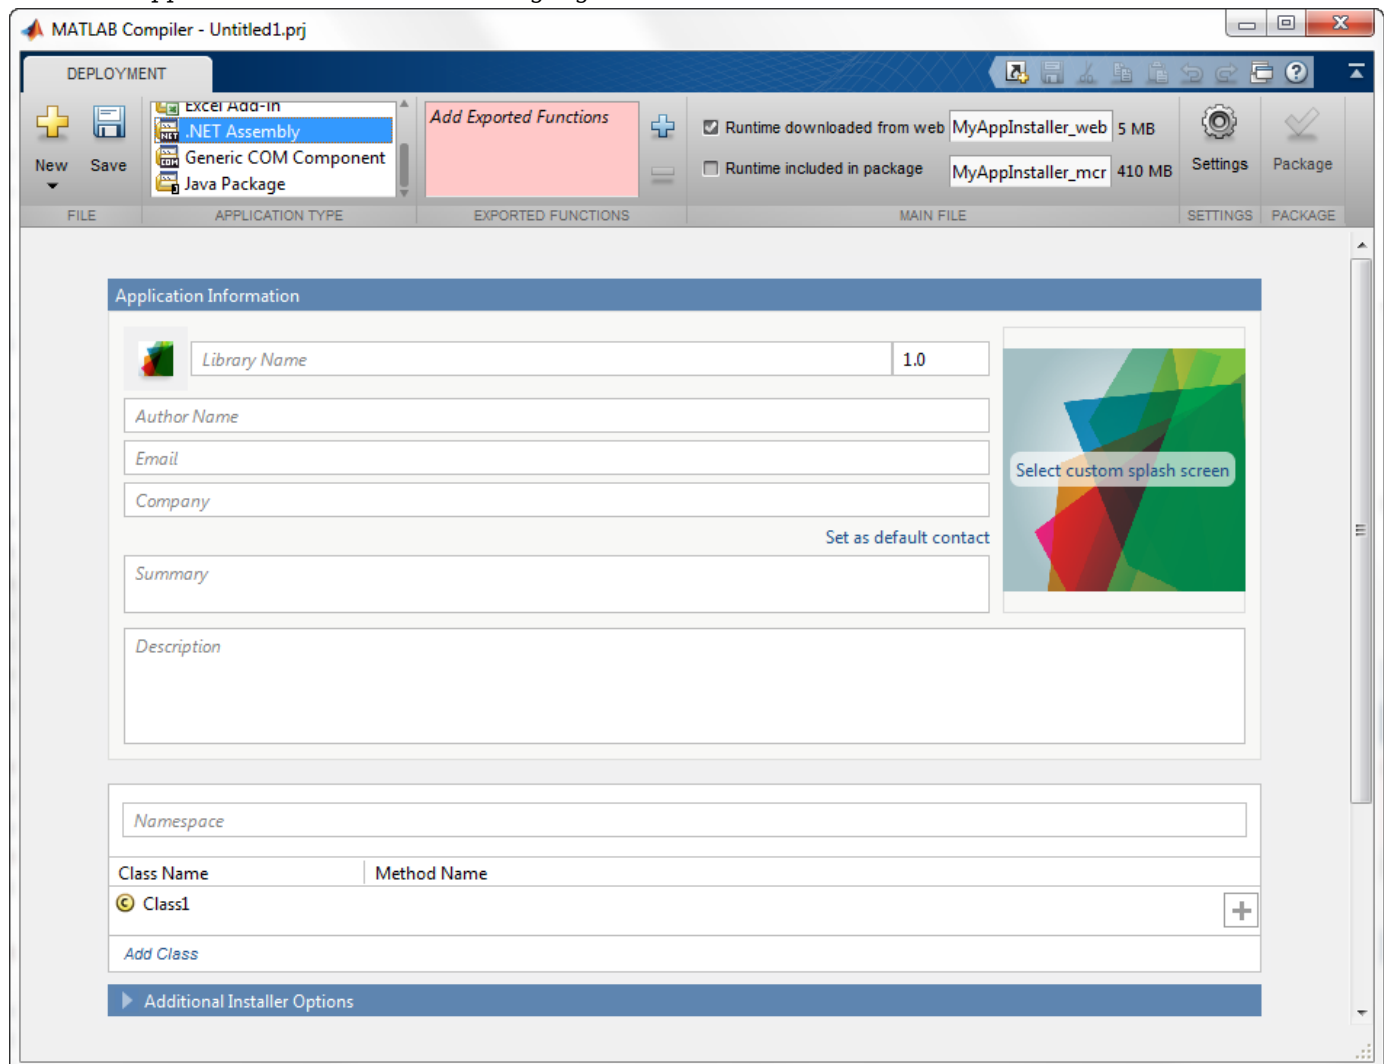 MATLAB Compiler - Untitled1.prj
DEPLOYMENT
New
Save
Excel Add-In
.NET Assembly
Generic COM Component
Java Package
Add Exported Functions
Runtime downloaded from web MyAppInstaller_web 5 MB
Runtime included in package MyAppInstaller_mcr 410 MB
Settings
Package
FILE APPLICATION TYPE EXPORTED FUNCTIONS MAIN FILE SETTINGS PACKAGE
Application Information
Library Name 1.0
Author Name
Email
Company
Set as default contact
Select custom splash screen
Summary
Description
Namespace
Class Name Method Name
Class1
Add Class
Additional Installer Options